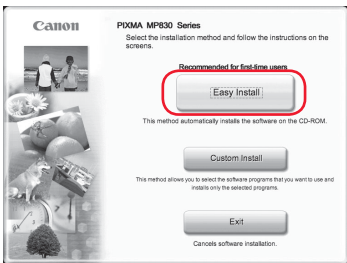 Canon
PIXMA MP830 Series
Select the installation method and follow the instructions on the
screens.
Recommended for first-time users
Easy Install
This method automatically installs the software on the CD-ROM.
Custom Install
This method allows you to select the software programs that you want to use and
installs only the selected programs.
Exit
Cancels software installation.